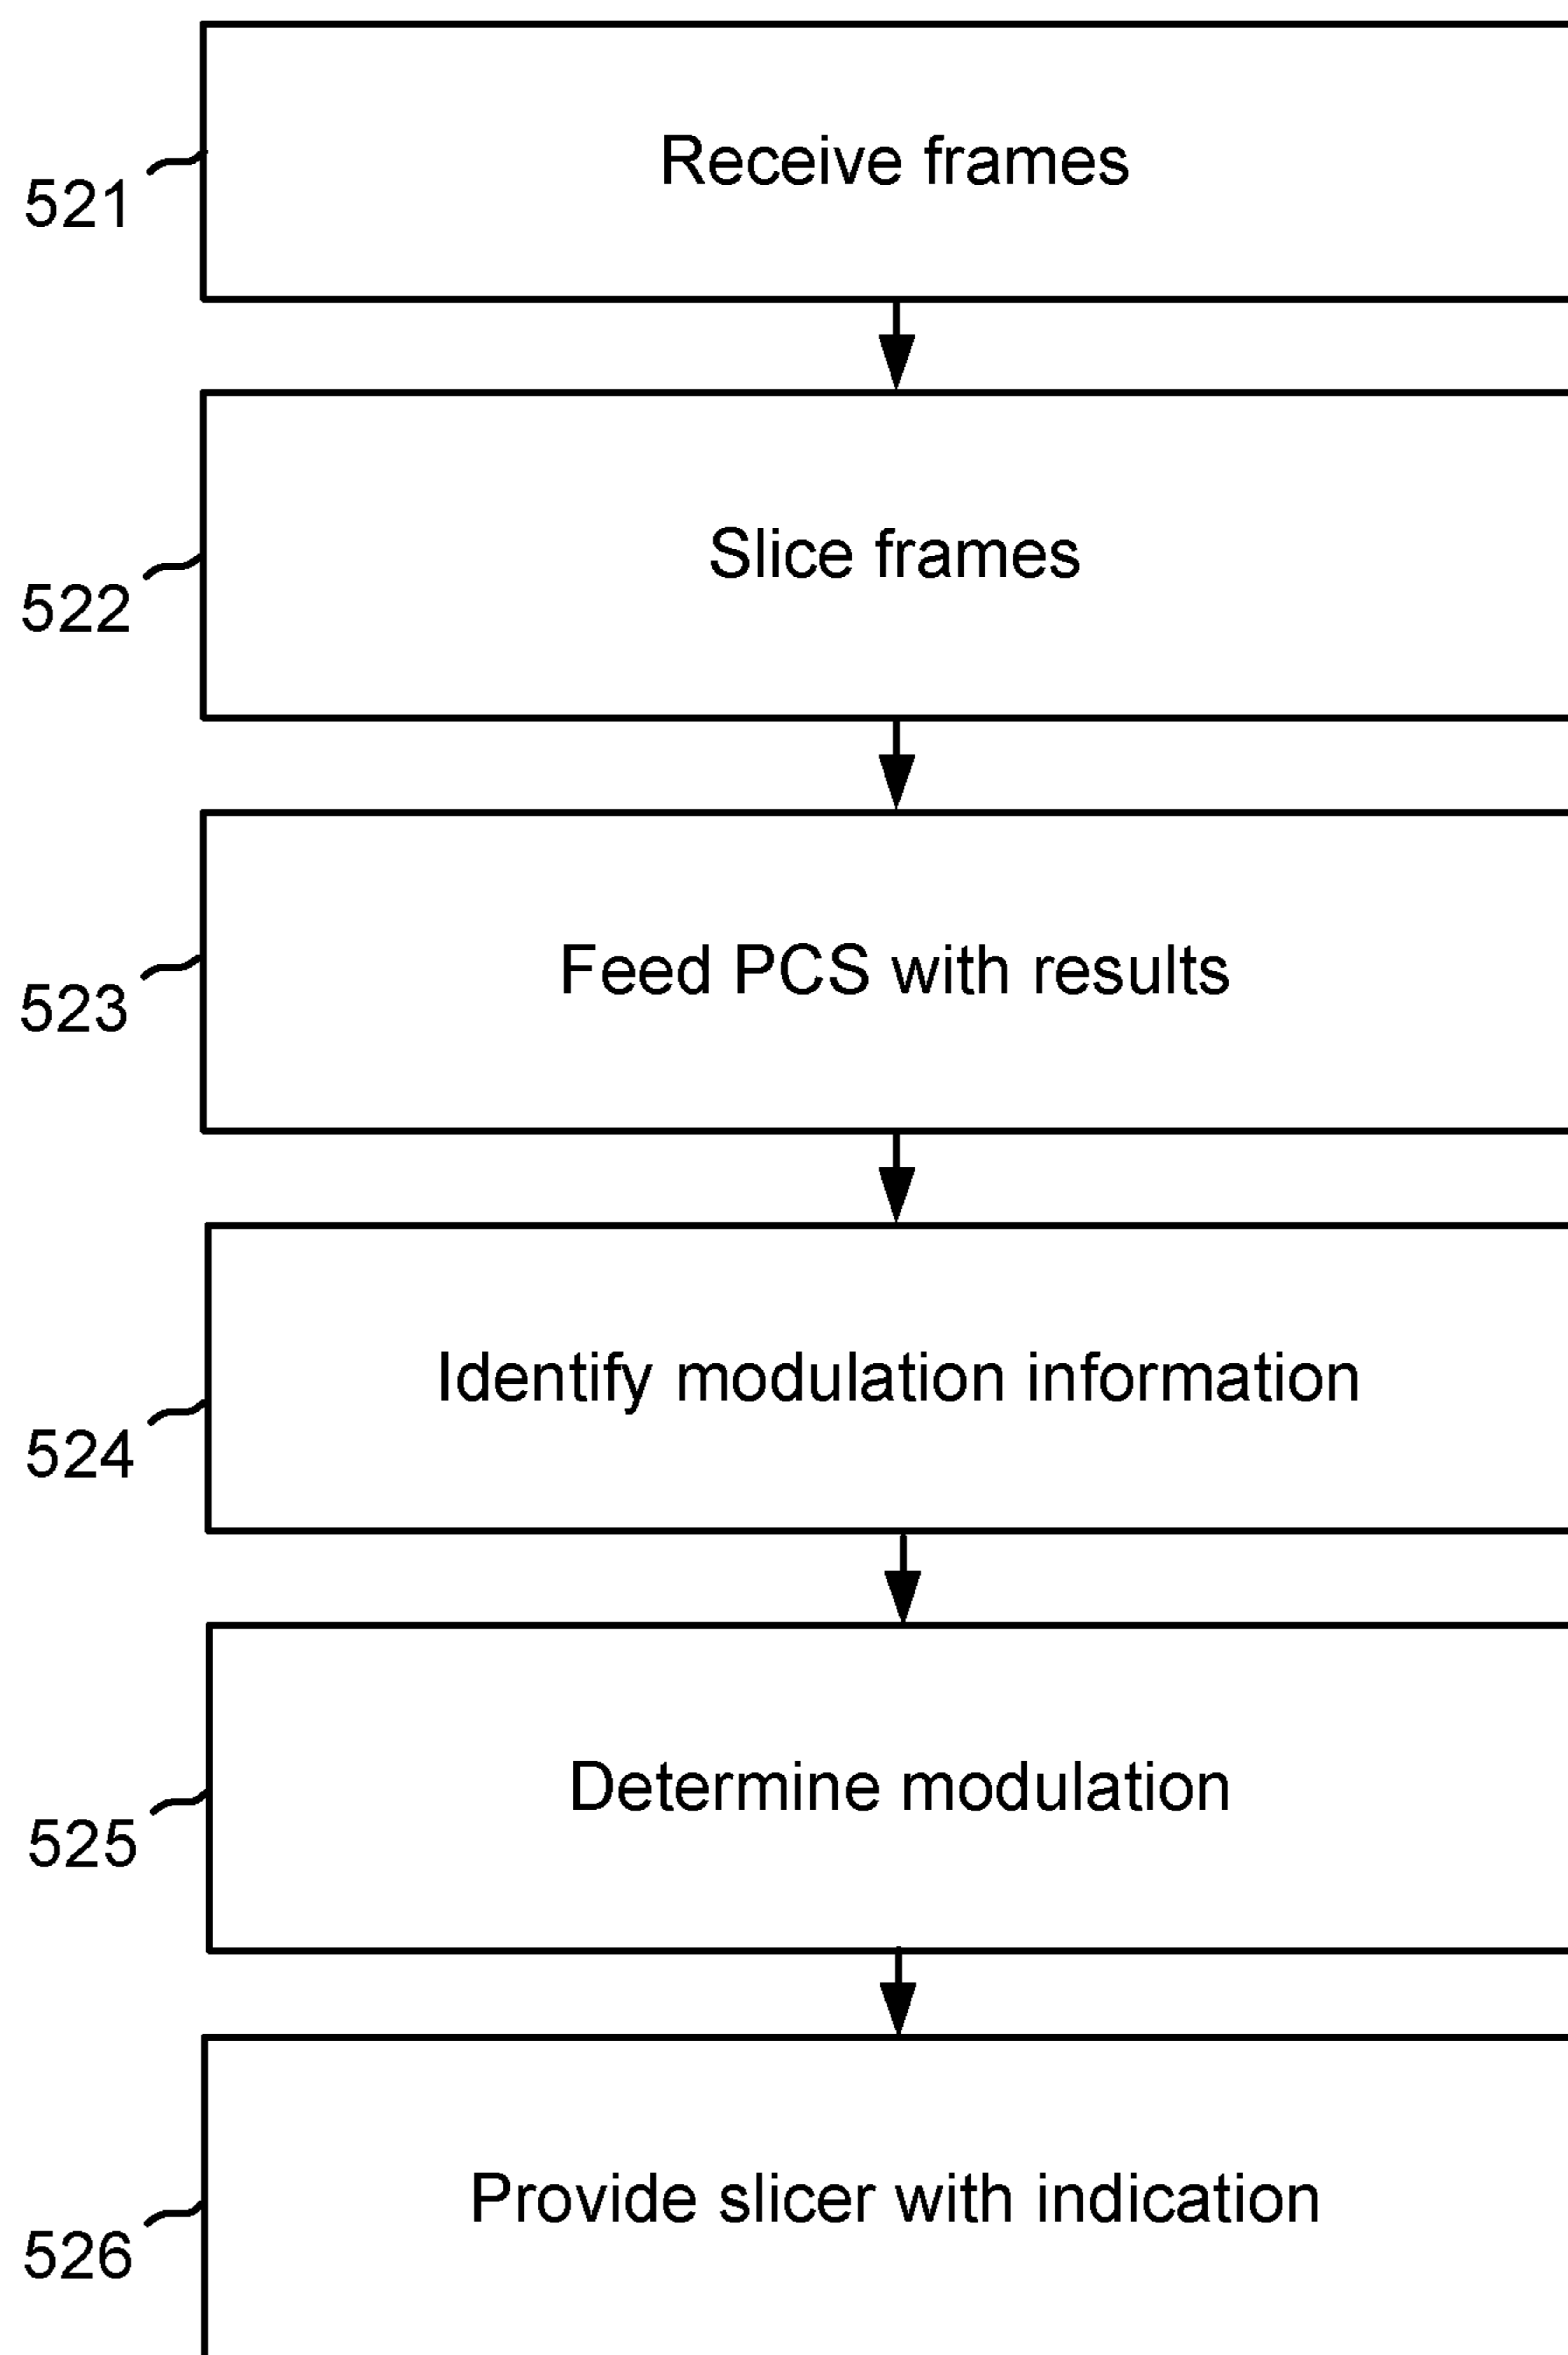 Receive frames
521
Slice frames
522
Feed PCS with results
523
Identify modulation information
524
Determine modulation
525
Provide slicer with indication
526